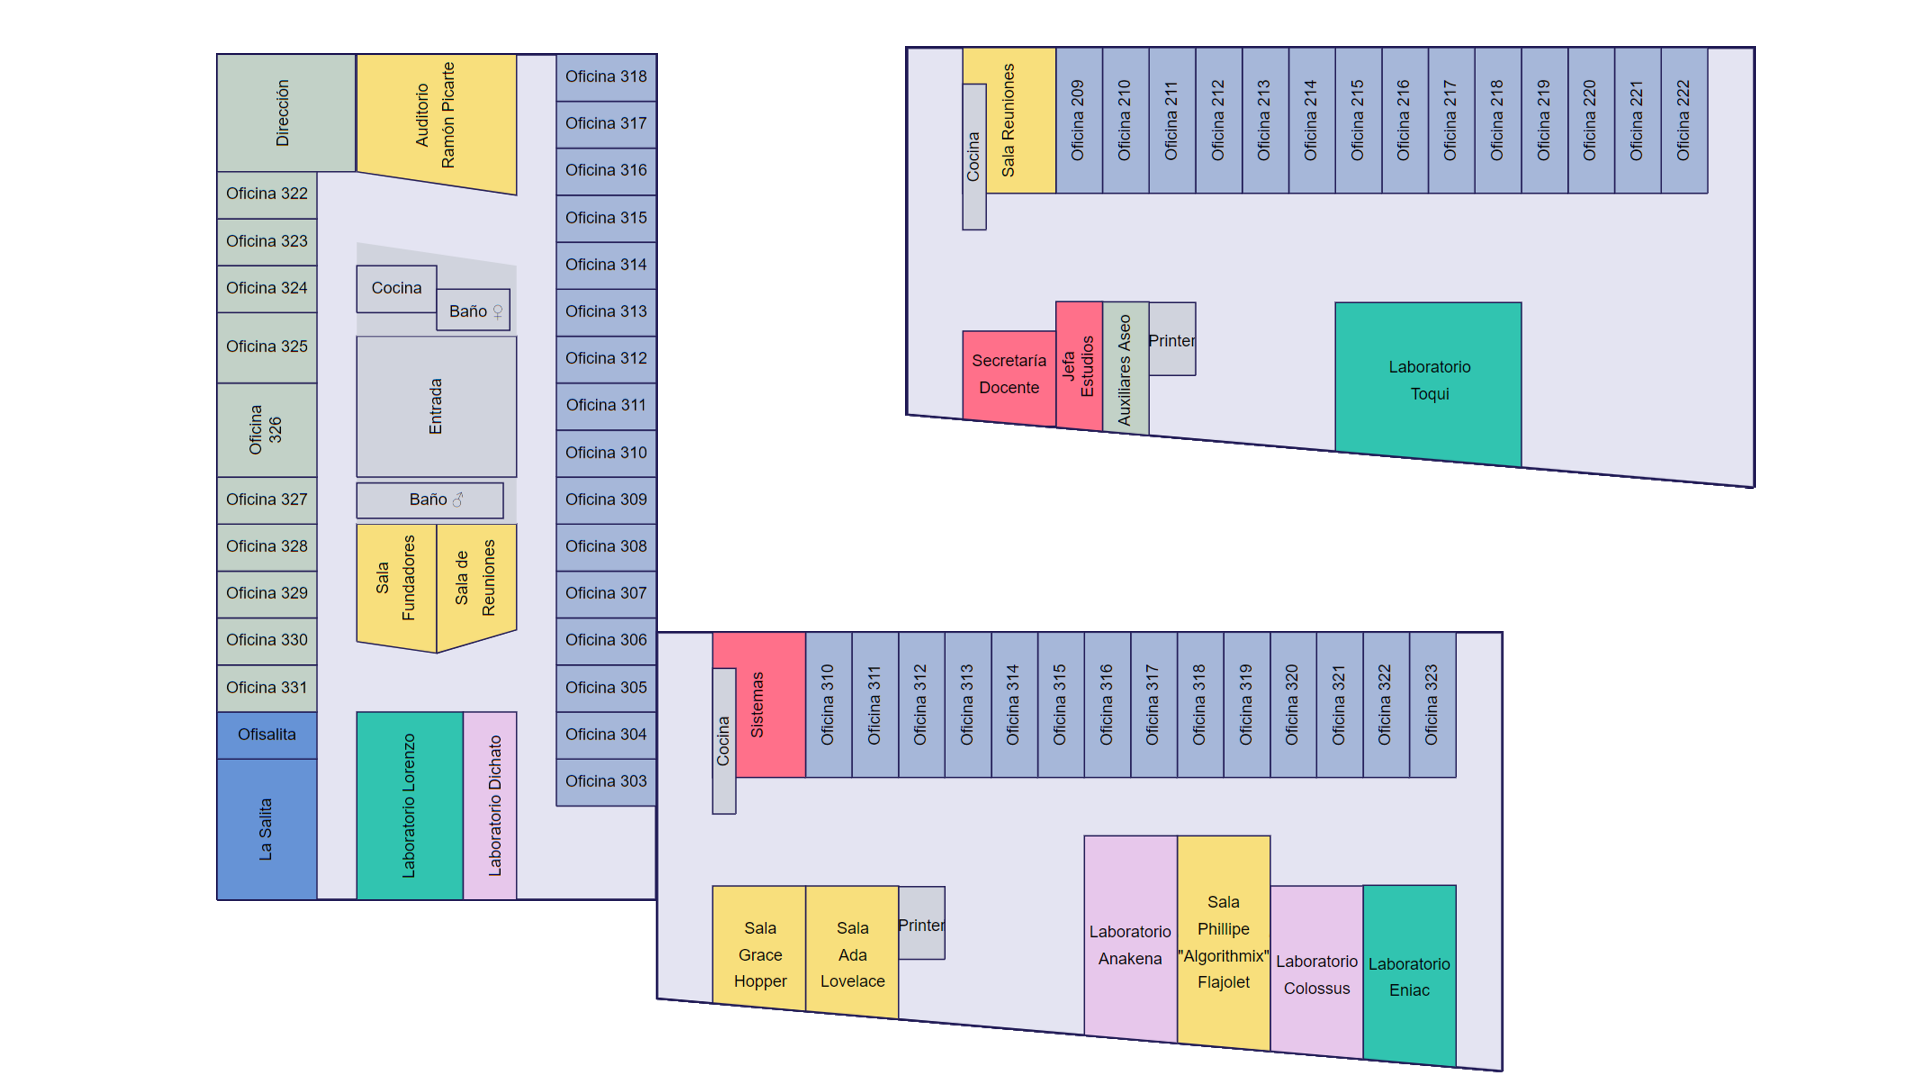 Dirección
Auditorio
Ramón Picarte
Oficina 322
Oficina 323
Oficina 324
Oficina 325
Oficina
326
Oficina 327
Oficina 328
Oficina 329
Oficina 330
Oficina 331
Ofisalita
La Salita
Cocina
Baño ♀
Entrada
Baño ♂
Sala
Fundadores
Sala de
Reuniones
Laboratorio Lorenzo
Laboratorio Dichato
Oficina 318
Oficina 317
Oficina 316
Oficina 315
Oficina 314
Oficina 313
Oficina 312
Oficina 311
Oficina 310
Oficina 309
Oficina 308
Oficina 307
Oficina 306
Oficina 305
Oficina 304
Oficina 303
Cocina
Sala Reuniones
Oficina 209
Oficina 210
Oficina 211
Oficina 212
Oficina 213
Oficina 214
Oficina 215
Oficina 216
Oficina 217
Oficina 218
Oficina 219
Oficina 220
Oficina 221
Oficina 222
Secretaría
Docente
Jefa
Estudios
Auxiliares Aseo
Printer
Laboratorio
Toqui
Cocina
Sistemas
Oficina 310
Oficina 311
Oficina 312
Oficina 313
Oficina 314
Oficina 315
Oficina 316
Oficina 317
Oficina 318
Oficina 319
Oficina 320
Oficina 321
Oficina 322
Oficina 323
Sala
Grace
Hopper
Sala
Ada
Lovelace
Printer
Laboratorio
Anakena
Sala
Phillipe
"Algorithmix"
Flajolet
Laboratorio
Colossus
Laboratorio
Eniac